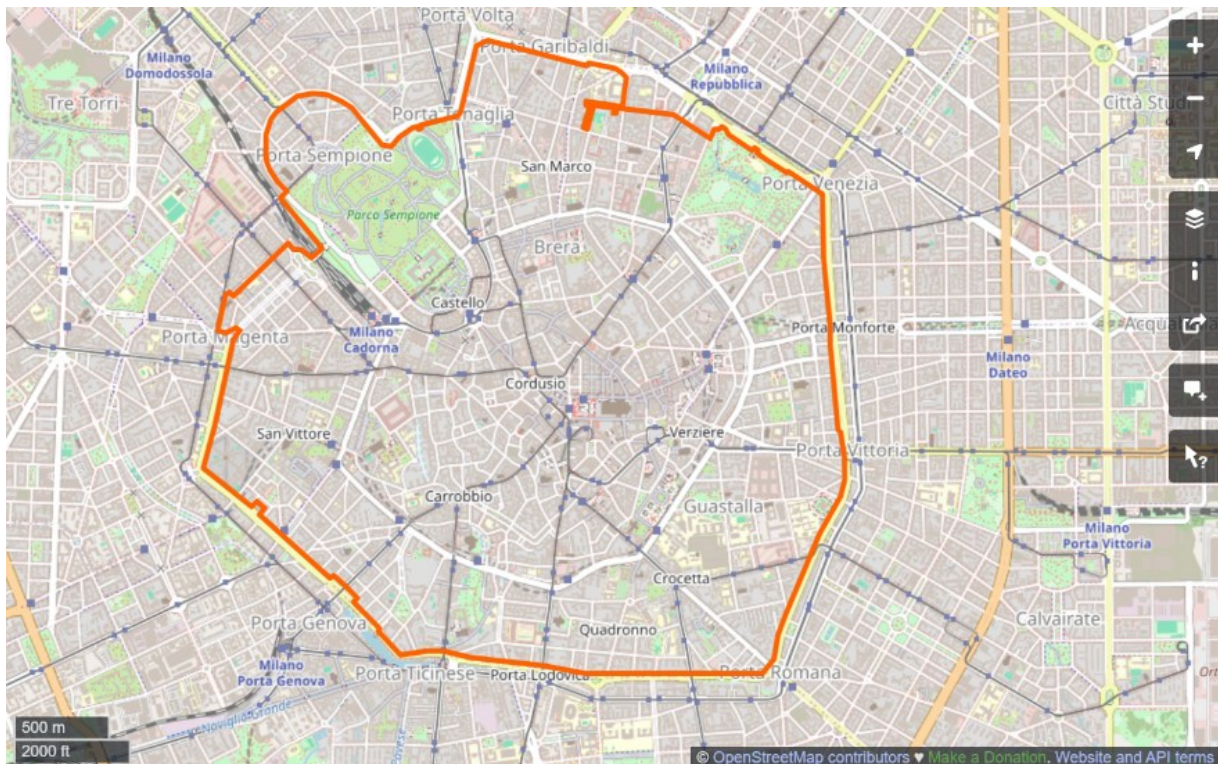 Porta Volta
Porta Garibaldi
Milano
Domodossola
Milano
Repubblica
Tre Torri
Porta Tenaglia
Città Studi
Porta Sempione
San Marco
Porta Venezia
Parco Sempione
Brera
Castello
Porta Magenta
Milano
Cadorna
Porta Monforte
Acquabella
Milano
Dateo
Cordusio
San Vittore
Verziere
Porta Vittoria
Carrobbio
Guastalla
Milano
Porta Vittoria
Crocetta
Porta Genova
Quadronno
Calvairate
Milano
Porta Genova
Porta Ticinese
Porta Lodovica
Porta Romana
Naviglio Grande
500 m
2000 ft
© OpenStreetMap contributors ♥ Make a Donation. Website and API terms